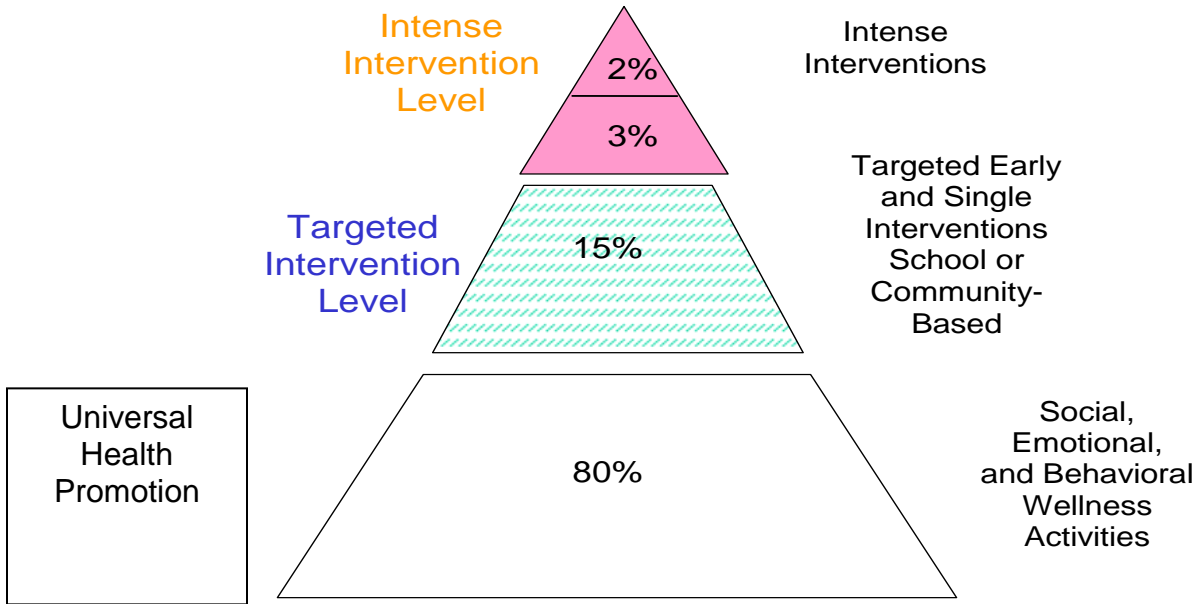 Intense
Intervention
Level
2%
3%
Intense
Interventions
Targeted
Intervention
Level
15%
Targeted Early
and Single
Interventions
School or
Community-
Based
Universal
Health
Promotion
80%
Social,
Emotional,
and Behavioral
Wellness
Activities